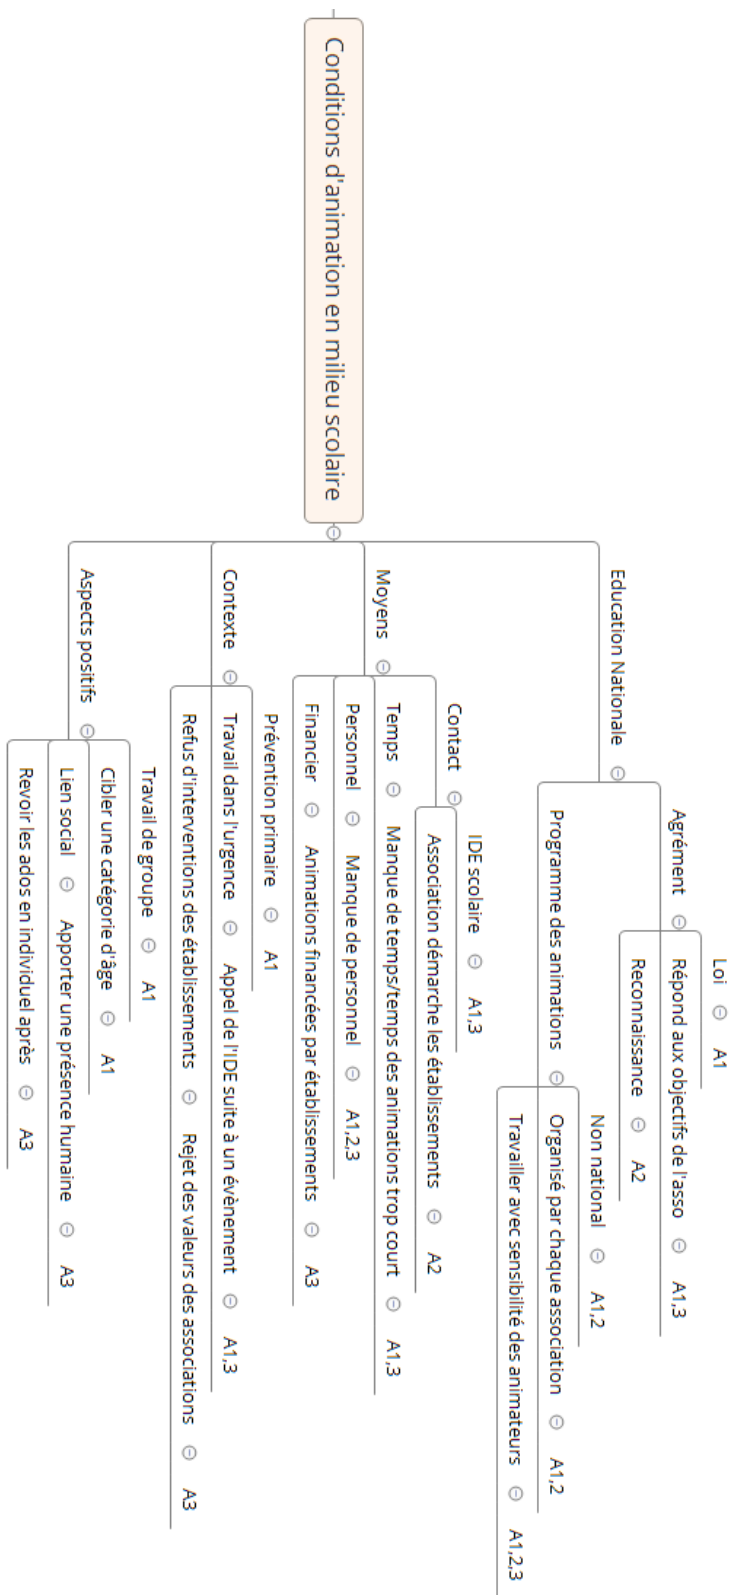 Conditions d'animation en milieu scolaire
Education Nationale
Agrément
Loi A1
Répond aux objectifs de l'asso A1,3
Reconnaissance A2
Programme des animations
Non national A1,2
Organisé par chaque association A1,2
Travailler avec sensibilité des animateurs A1,2,3
Moyens
Contact
IDE scolaire A1,3
Association démarche les établissements A2
Temps Manque de temps/temps des animations trop court A1,3
Personnel Manque de personnel A1,2,3
Financier Animations financées par établissements A3
Contexte
Prévention primaire A1
Travail dans l'urgence Appel de l'IDE suite à un évènement A1,3
Refus d'interventions des établissements Rejet des valeurs des associations A3
Aspects positifs
Travail de groupe A1
Cibler une catégorie d'âge A1
Lien social Apporter une présence humaine A3
Revoir les ados en individuel après A3